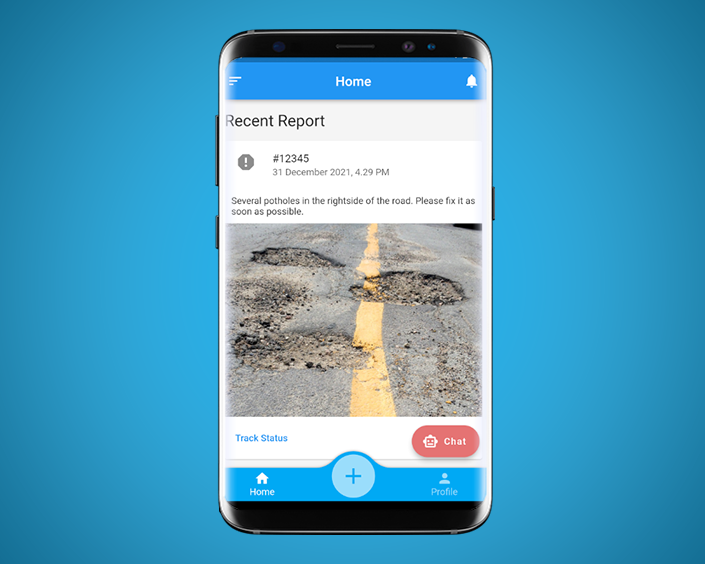 Home
Recent Report
#12345
31 December 2021, 4.29 PM
Several potholes in the rightside of the road. Please fix it as
soon as possible.
Track Status
Chat
Home
Profile